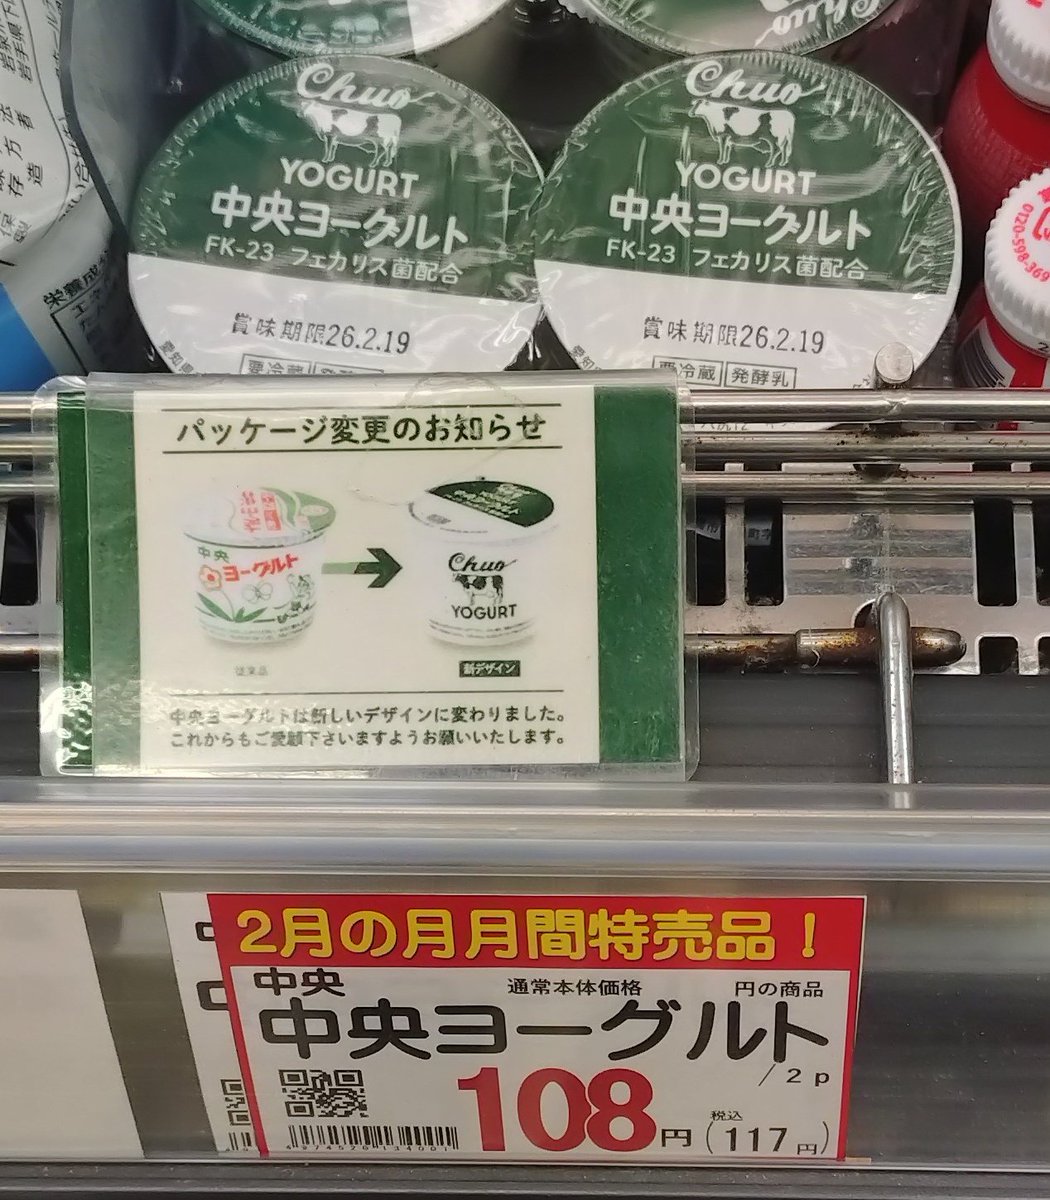 Chuo
Chuo
YOGURT
中央ヨーグルト
FK-23 フェカリス菌配合
賞味期限26.2.19
要冷蔵
Chuo
YOGURT
中央ヨーグルト
FK-23 フェカリス菌配合
賞味期限26.2.19
要冷蔵 発酵乳
0120-598-369
パッケージ変更のお知らせ
中央
ヨーグルト
従来品
Chuo
YOGURT
新デザイン
中央ヨーグルトは新しいデザインに変わりました。
これからもご愛顧下さいますようお願いいたします。
2月の月月間特売品！
中央
通常本体価格 円の商品
中央ヨーグルト
/2p
108円
税込
(117円)